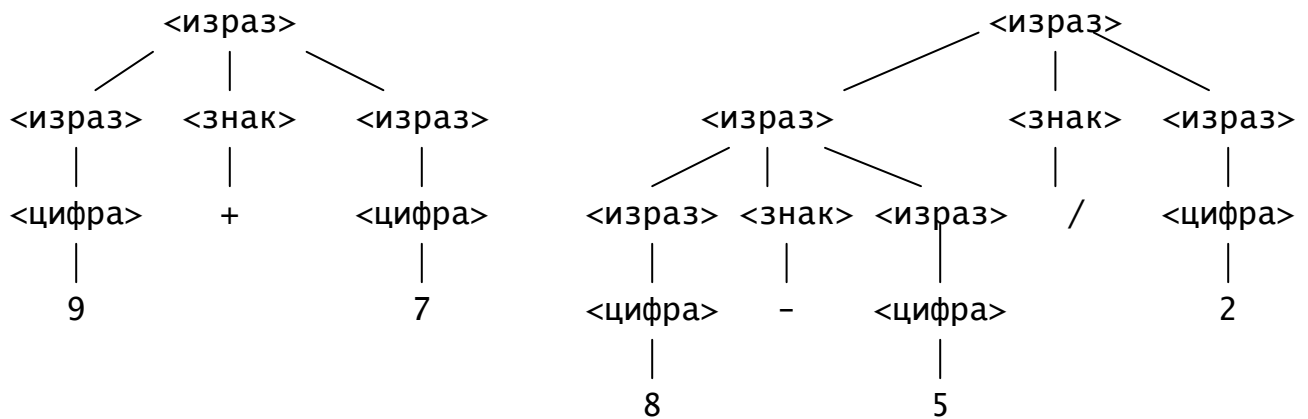 <израз> <израз>
<израз> <знак> <израз> <израз> <знак> <израз>
<цифра> + <цифра> <израз> <знак> <израз> / <цифра>
9 7 <цифра> – <цифра> 2
8 5